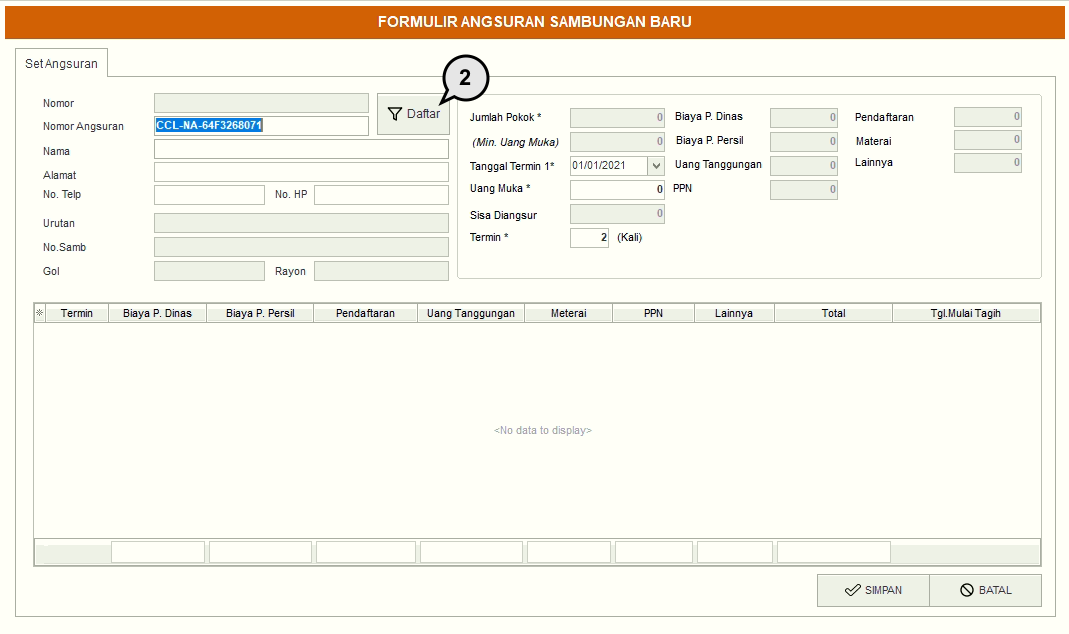 FORMULIR ANGSURAN SAMBUNGAN BARU
Set Angsuran
2
Nomor
Daftar
Nomor Angsuran CCL-NA-64F3268071
Nama
Alamat
No. Telp No. HP
Urutan
No.Samb
Gol Rayon
Jumlah Pokok * 0 Biaya P. Dinas 0 Pendaftaran 0
(Min. Uang Muka) 0 Biaya P. Persil 0 Materai 0
Tanggal Termin 1* 01/01/2021 Uang Tanggungan 0 Lainnya 0
Uang Muka * 0 PPN 0
Sisa Diangsur 0
Termin * 2 (Kali)
Termin Biaya P. Dinas Biaya P. Persil Pendaftaran Uang Tanggungan Meterai PPN Lainnya Total Tgl.Mulai Tagih
<No data to display>
SIMPAN BATAL